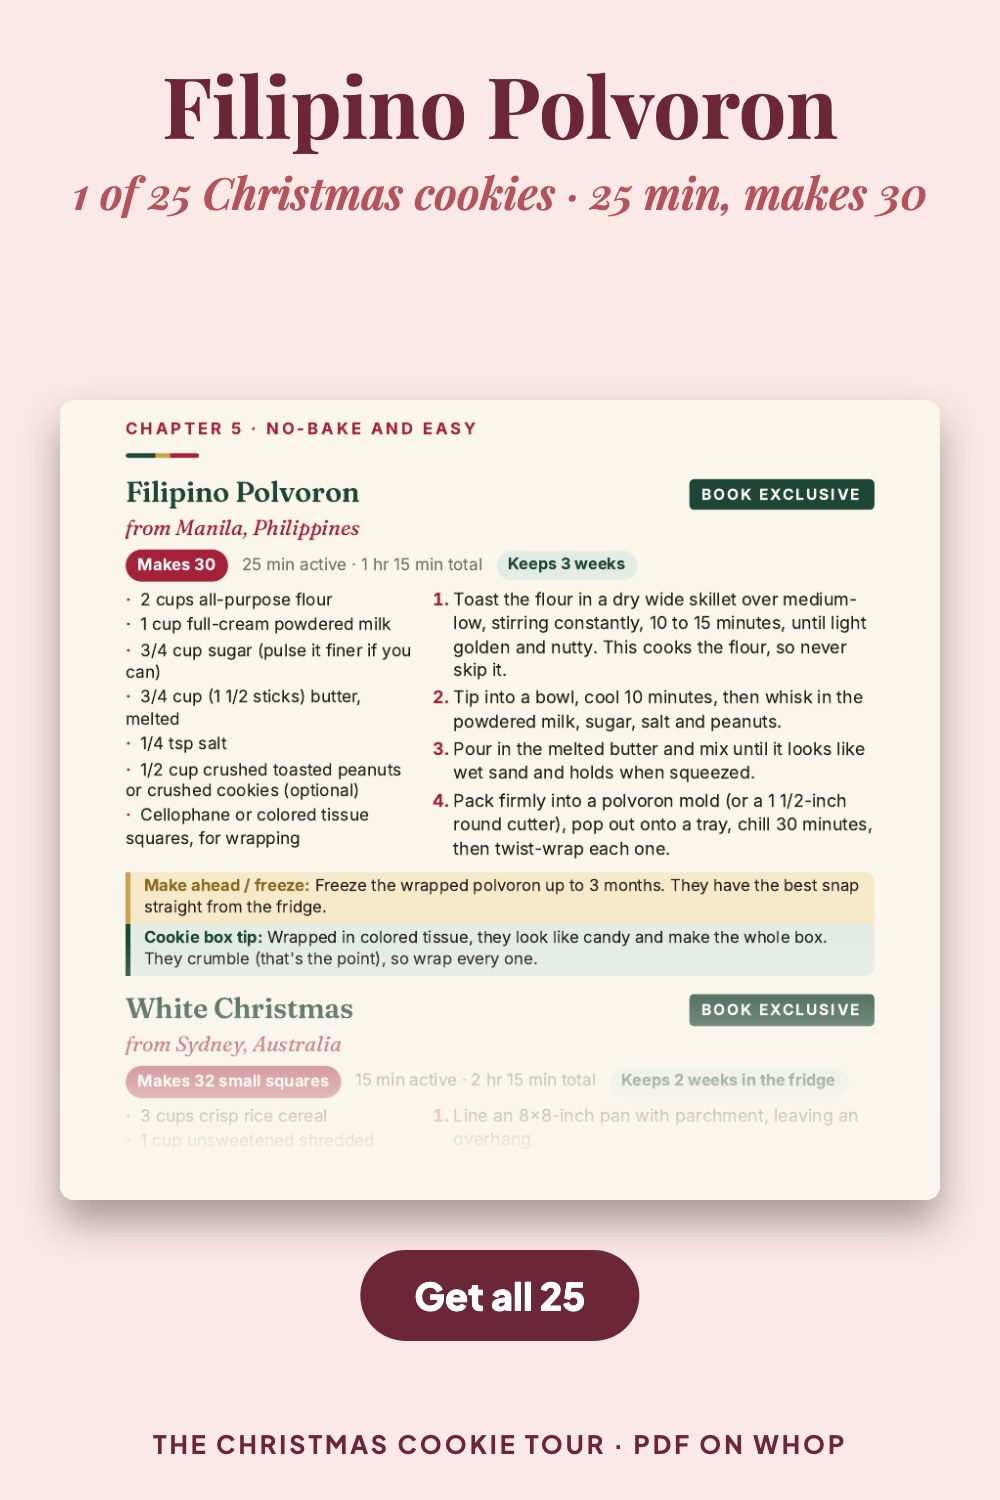 Filipino Polvoron
1 of 25 Christmas cookies · 25 min, makes 30
CHAPTER 5 · NO-BAKE AND EASY
Filipino Polvoron
BOOK EXCLUSIVE
from Manila, Philippines
Makes 30 25 min active · 1 hr 15 min total Keeps 3 weeks
· 2 cups all-purpose flour
· 1 cup full-cream powdered milk
· 3/4 cup sugar (pulse it finer if you
can)
· 3/4 cup (1 1/2 sticks) butter,
melted
· 1/4 tsp salt
· 1/2 cup crushed toasted peanuts
or crushed cookies (optional)
· Cellophane or colored tissue
squares, for wrapping
1. Toast the flour in a dry wide skillet over medium-
low, stirring constantly, 10 to 15 minutes, until light
golden and nutty. This cooks the flour, so never
skip it.
2. Tip into a bowl, cool 10 minutes, then whisk in the
powdered milk, sugar, salt and peanuts.
3. Pour in the melted butter and mix until it looks like
wet sand and holds when squeezed.
4. Pack firmly into a polvoron mold (or a 1 1/2-inch
round cutter), pop out onto a tray, chill 30 minutes,
then twist-wrap each one.
Make ahead / freeze: Freeze the wrapped polvoron up to 3 months. They have the best snap
straight from the fridge.
Cookie box tip: Wrapped in colored tissue, they look like candy and make the whole box.
They crumble (that's the point), so wrap every one.
White Christmas
BOOK EXCLUSIVE
from Sydney, Australia
Makes 32 small squares 15 min active · 2 hr 15 min total Keeps 2 weeks in the fridge
· 3 cups crisp rice cereal
· 1 cup unsweetened shredded
1. Line an 8×8-inch pan with parchment, leaving an
overhang.
Get all 25
THE CHRISTMAS COOKIE TOUR · PDF ON WHOP